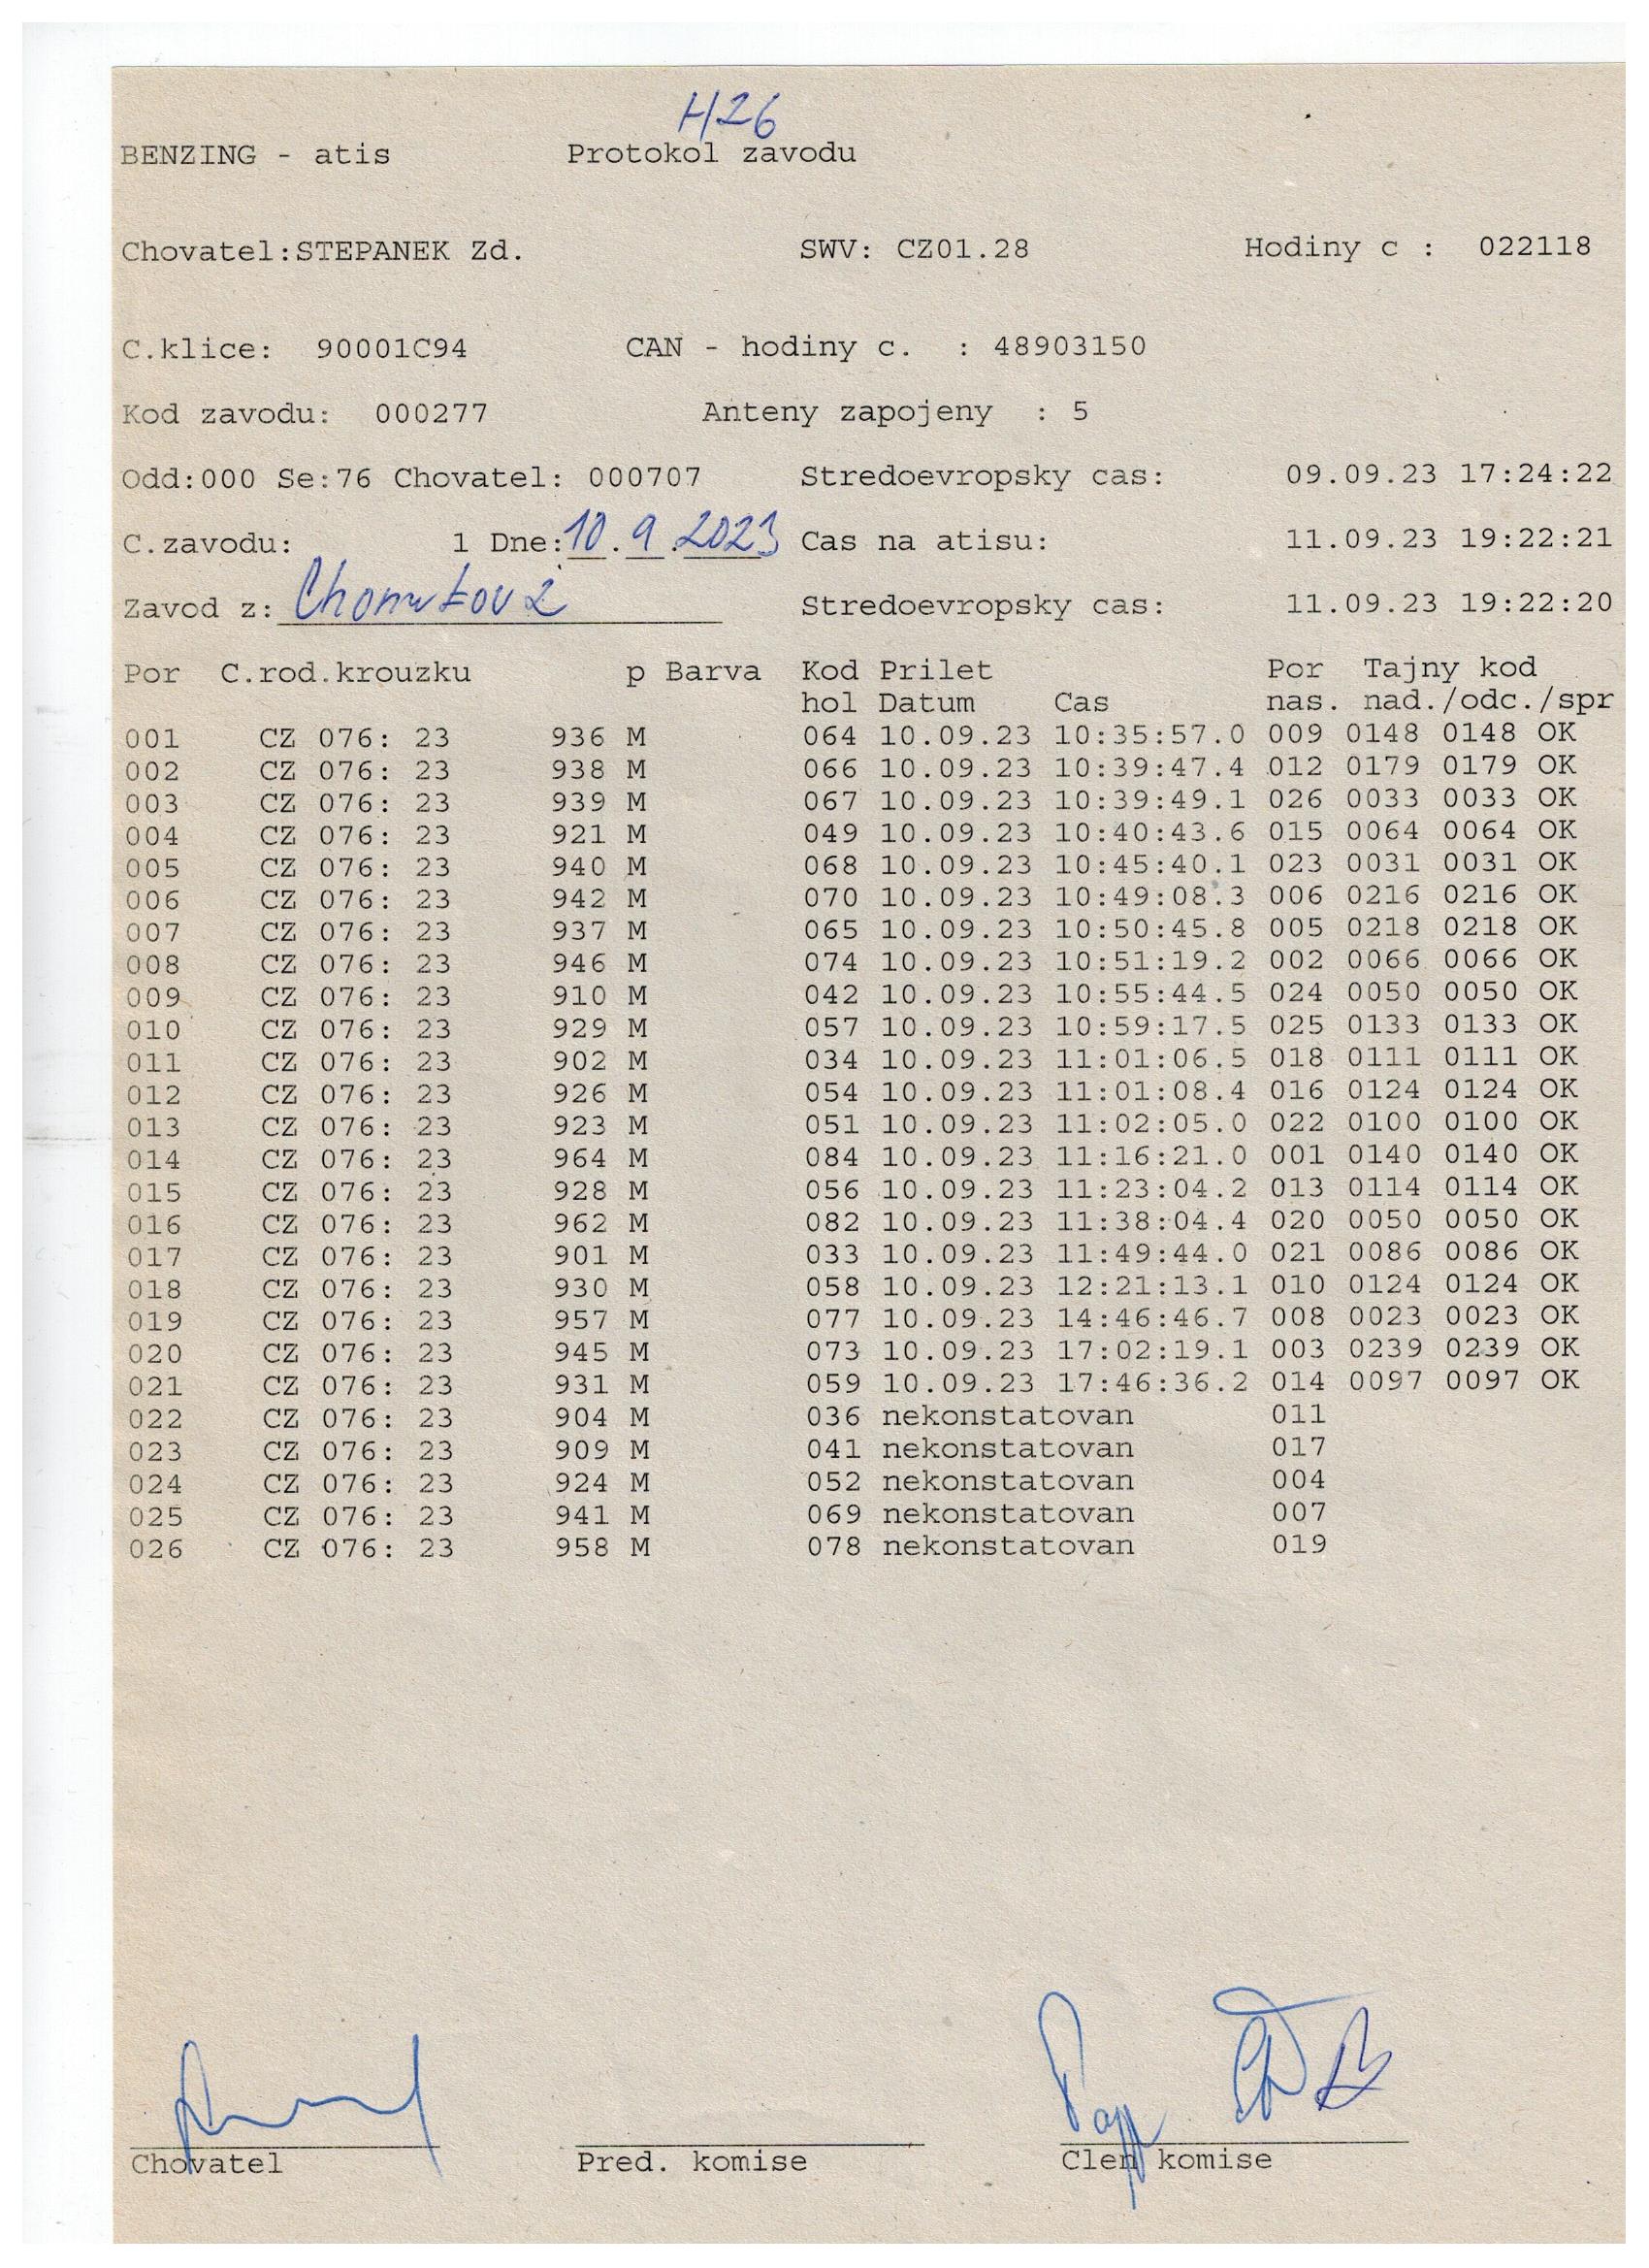 H26
BENZING - atis Protokol zavodu
Chovatel:STEPANEK Zd. SWV: CZ01.28 Hodiny c : 022118
C.klice: 90001C94 CAN - hodiny c. : 48903150
Kod zavodu: 000277 Anteny zapojeny : 5
Odd:000 Se:76 Chovatel: 000707 Stredoevropsky cas: 09.09.23 17:24:22
C.zavodu: 1 Dne:10.9.2023 Cas na atisu: 11.09.23 19:22:21
Zavod z: Chomutov 2 Stredoevropsky cas: 11.09.23 19:22:20
Por C.rod.krouzku p Barva Kod Prilet Por Tajny kod
hol Datum Cas nas. nad./odc./spr
001 CZ 076: 23 936 M 064 10.09.23 10:35:57.0 009 0148 0148 OK
002 CZ 076: 23 938 M 066 10.09.23 10:39:47.4 012 0179 0179 OK
003 CZ 076: 23 939 M 067 10.09.23 10:39:49.1 026 0033 0033 OK
004 CZ 076: 23 921 M 049 10.09.23 10:40:43.6 015 0064 0064 OK
005 CZ 076: 23 940 M 068 10.09.23 10:45:40.1 023 0031 0031 OK
006 CZ 076: 23 942 M 070 10.09.23 10:49:08.3 006 0216 0216 OK
007 CZ 076: 23 937 M 065 10.09.23 10:50:45.8 005 0218 0218 OK
008 CZ 076: 23 946 M 074 10.09.23 10:51:19.2 002 0066 0066 OK
009 CZ 076: 23 910 M 042 10.09.23 10:55:44.5 024 0050 0050 OK
010 CZ 076: 23 929 M 057 10.09.23 10:59:17.5 025 0133 0133 OK
011 CZ 076: 23 902 M 034 10.09.23 11:01:06.5 018 0111 0111 OK
012 CZ 076: 23 926 M 054 10.09.23 11:01:08.4 016 0124 0124 OK
013 CZ 076: 23 923 M 051 10.09.23 11:02:05.0 022 0100 0100 OK
014 CZ 076: 23 964 M 084 10.09.23 11:16:21.0 001 0140 0140 OK
015 CZ 076: 23 928 M 056 10.09.23 11:23:04.2 013 0114 0114 OK
016 CZ 076: 23 962 M 082 10.09.23 11:38:04.4 020 0050 0050 OK
017 CZ 076: 23 901 M 033 10.09.23 11:49:44.0 021 0086 0086 OK
018 CZ 076: 23 930 M 058 10.09.23 12:21:13.1 010 0124 0124 OK
019 CZ 076: 23 957 M 077 10.09.23 14:46:46.7 008 0023 0023 OK
020 CZ 076: 23 945 M 073 10.09.23 17:02:19.1 003 0239 0239 OK
021 CZ 076: 23 931 M 059 10.09.23 17:46:36.2 014 0097 0097 OK
022 CZ 076: 23 904 M 036 nekonstatovan 011
023 CZ 076: 23 909 M 041 nekonstatovan 017
024 CZ 076: 23 924 M 052 nekonstatovan 004
025 CZ 076: 23 941 M 069 nekonstatovan 007
026 CZ 076: 23 958 M 078 nekonstatovan 019
Chovatel Pred. komise Clen komise